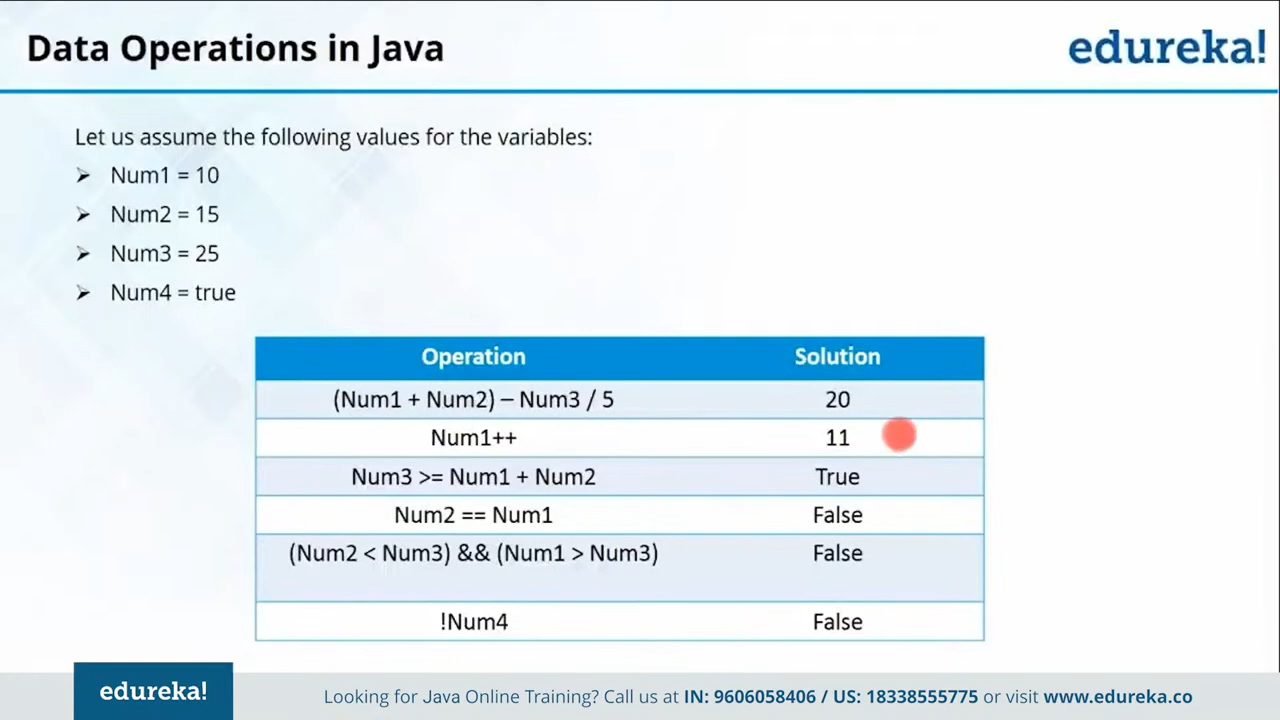 Data Operations in Java
edureka!
Let us assume the following values for the variables:
➢ Num1 = 10
➢ Num2 = 15
➢ Num3 = 25
➢ Num4 = true
Operation Solution
(Num1 + Num2) – Num3 / 5 20
Num1++ 11
Num3 >= Num1 + Num2 True
Num2 == Num1 False
(Num2 < Num3) && (Num1 > Num3) False
!Num4 False
edureka!
Looking for Java Online Training? Call us at IN: 9606058406 / US: 18338555775 or visit www.edureka.co